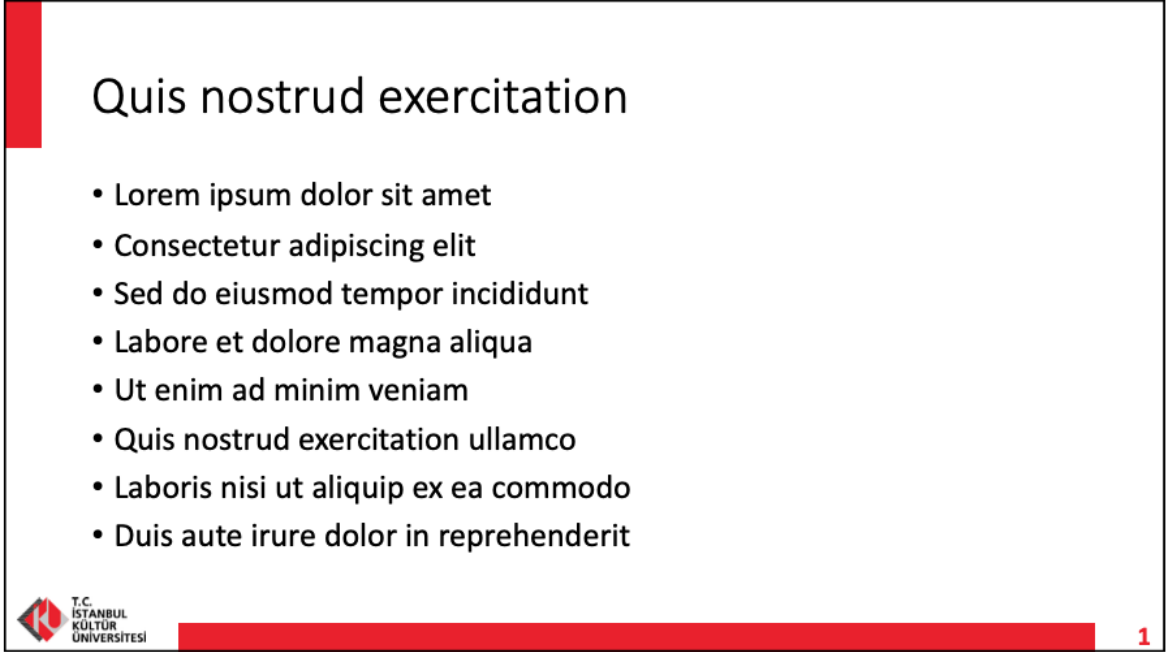 Quis nostrud exercitation
• Lorem ipsum dolor sit amet
• Consectetur adipiscing elit
• Sed do eiusmod tempor incididunt
• Labore et dolore magna aliqua
• Ut enim ad minim veniam
• Quis nostrud exercitation ullamco
• Laboris nisi ut aliquip ex ea commodo
• Duis aute irure dolor in reprehenderit
T.C.
İSTANBUL
KÜLTÜR
ÜNİVERSİTESİ
1